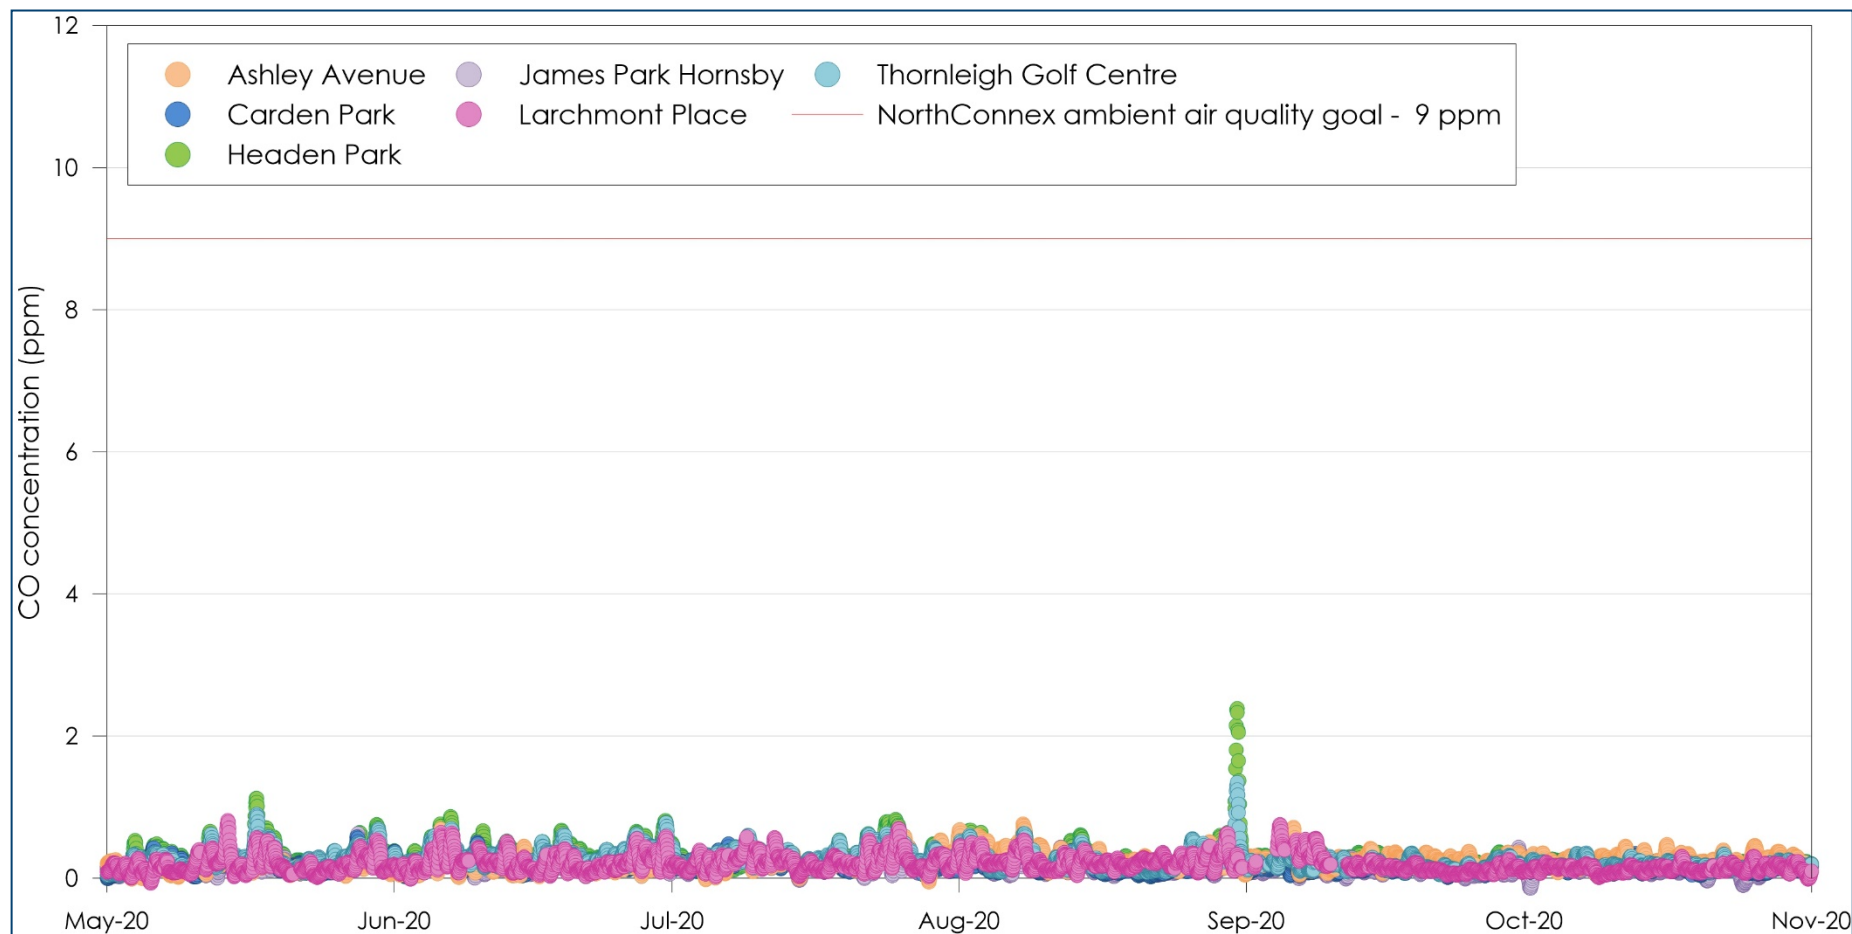 12
Ashley Avenue James Park Hornsby Thornleigh Golf Centre
Carden Park Larchmont Place NorthConnex ambient air quality goal - 9 ppm
Headen Park
10
8
6
4
2
0
CO concentration (ppm)
May-20 Jun-20 Jul-20 Aug-20 Sep-20 Oct-20 Nov-20